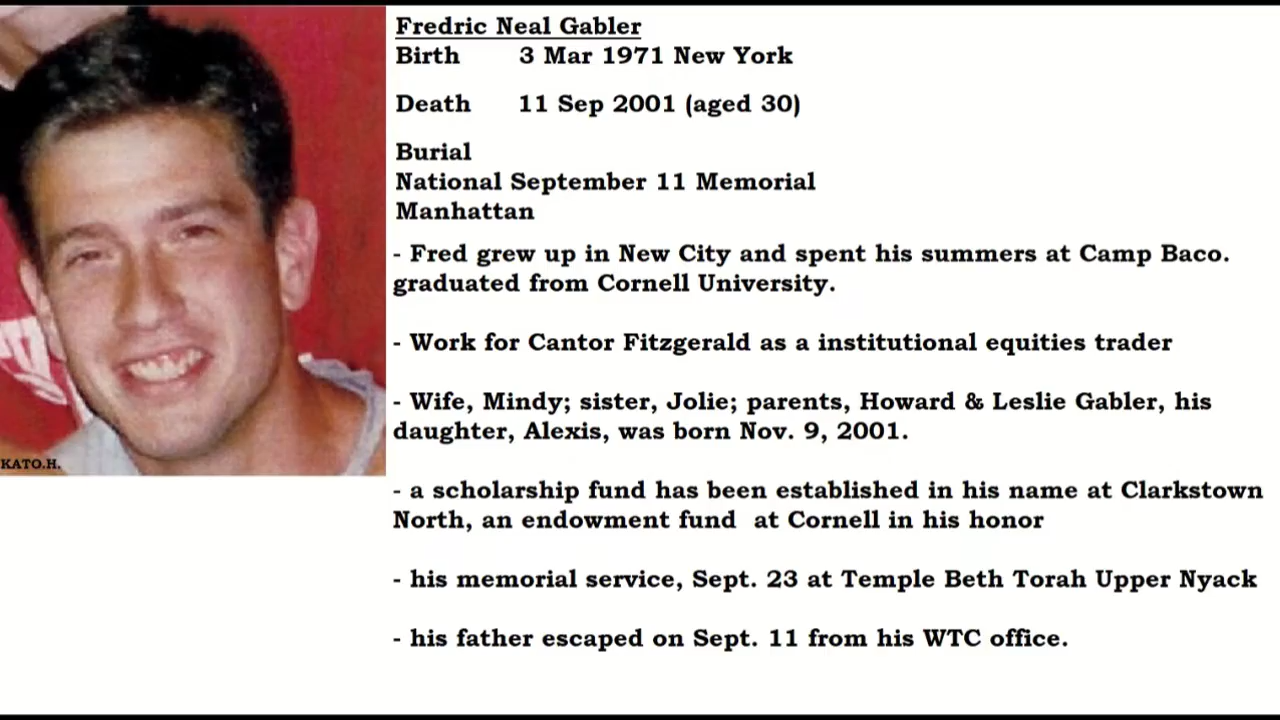 Fredric Neal Gabler
Birth 3 Mar 1971 New York
Death 11 Sep 2001 (aged 30)
Burial
National September 11 Memorial
Manhattan
- Fred grew up in New City and spent his summers at Camp Baco.
graduated from Cornell University.
- Work for Cantor Fitzgerald as a institutional equities trader
- Wife, Mindy; sister, Jolie; parents, Howard & Leslie Gabler, his
daughter, Alexis, was born Nov. 9, 2001.
- a scholarship fund has been established in his name at Clarkstown
North, an endowment fund at Cornell in his honor
- his memorial service, Sept. 23 at Temple Beth Torah Upper Nyack
- his father escaped on Sept. 11 from his WTC office.
KATO.H.